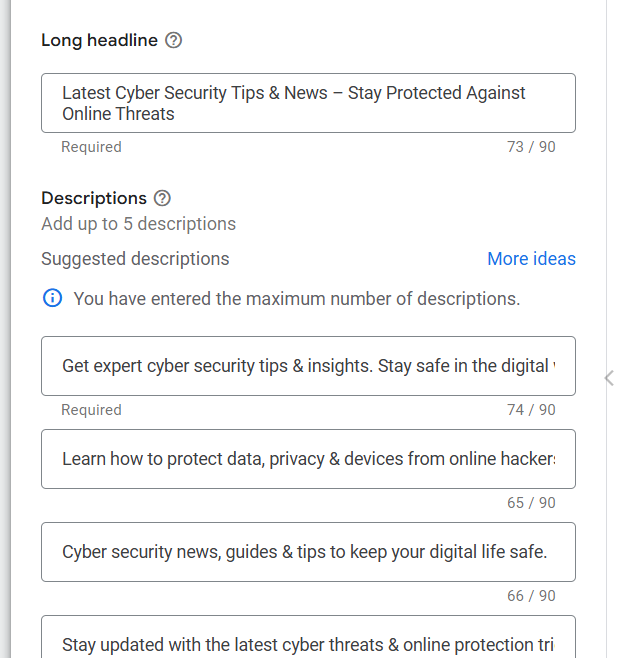 Long headline
Latest Cyber Security Tips & News – Stay Protected Against
Online Threats
Required 73 / 90
Descriptions
Add up to 5 descriptions
Suggested descriptions More ideas
You have entered the maximum number of descriptions.
Get expert cyber security tips & insights. Stay safe in the digital
Required 74 / 90
Learn how to protect data, privacy & devices from online hackers
65 / 90
Cyber security news, guides & tips to keep your digital life safe.
66 / 90
Stay updated with the latest cyber threats & online protection tri